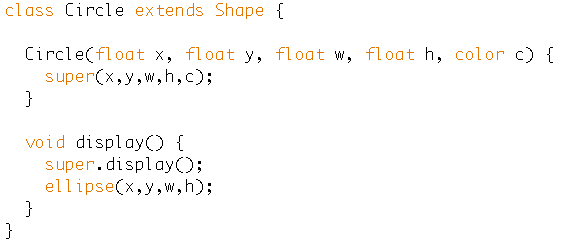 class Circle extends Shape {
Circle(float x, float y, float w, float h, color c) {
super(x,y,w,h,c);
}
void display() {
super.display();
ellipse(x,y,w,h);
}
}